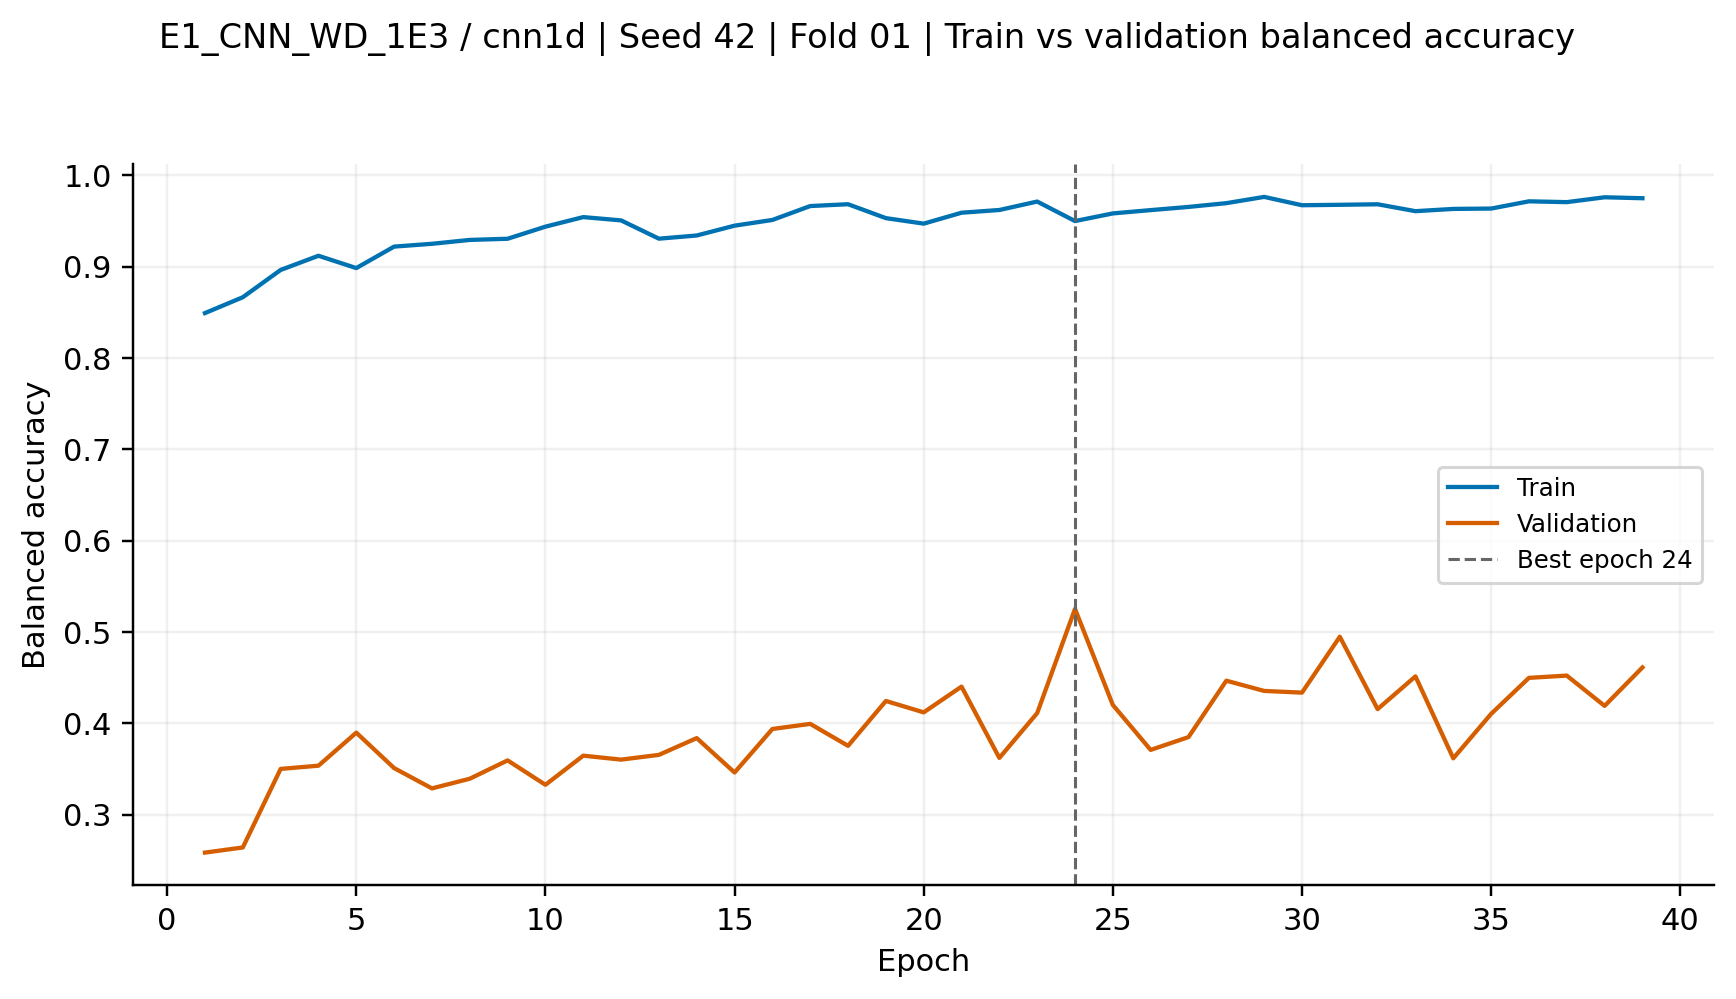 E1_CNN_WD_1E3 / cnn1d | Seed 42 | Fold 01 | Train vs validation balanced accuracy
Balanced accuracy
1.0
0.9
0.8
0.7
0.6
0.5
0.4
0.3
Train
Validation
Best epoch 24
0 5 10 15 20 25 30 35 40
Epoch